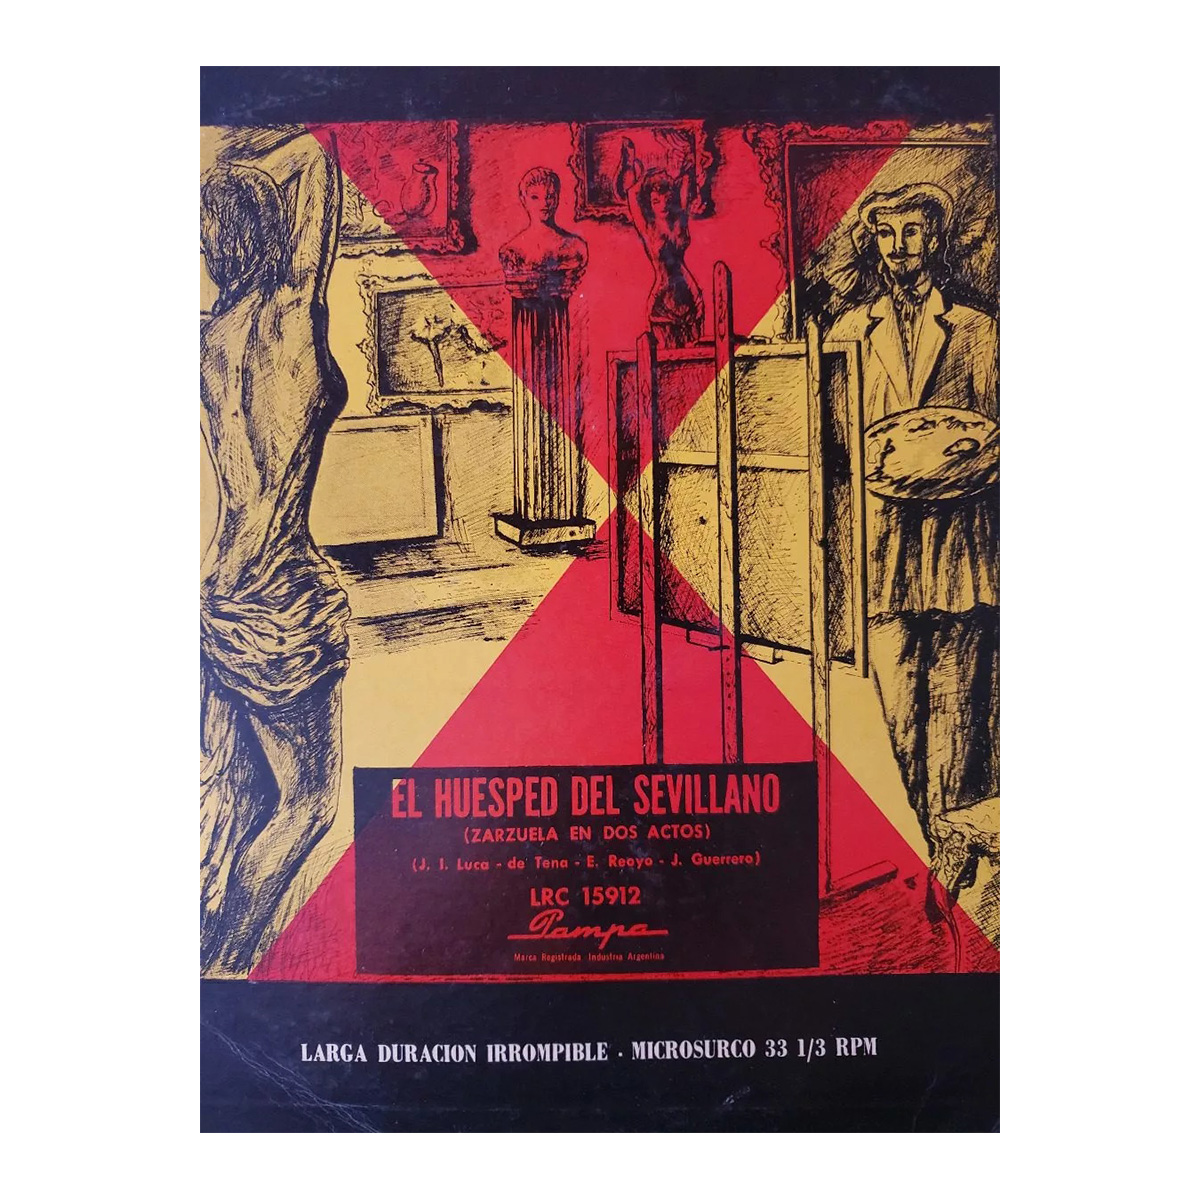 EL HUESPED DEL SEVILLANO
(ZARZUELA EN DOS ACTOS)
(J. I. Luca - de Tena - E. Reoyo - J. Guerrero)
LRC 15912
Pampa
Marca Registrada Industria Argentina
LARGA DURACION IRROMPIBLE . MICROSURCO 33 1/3 RPM